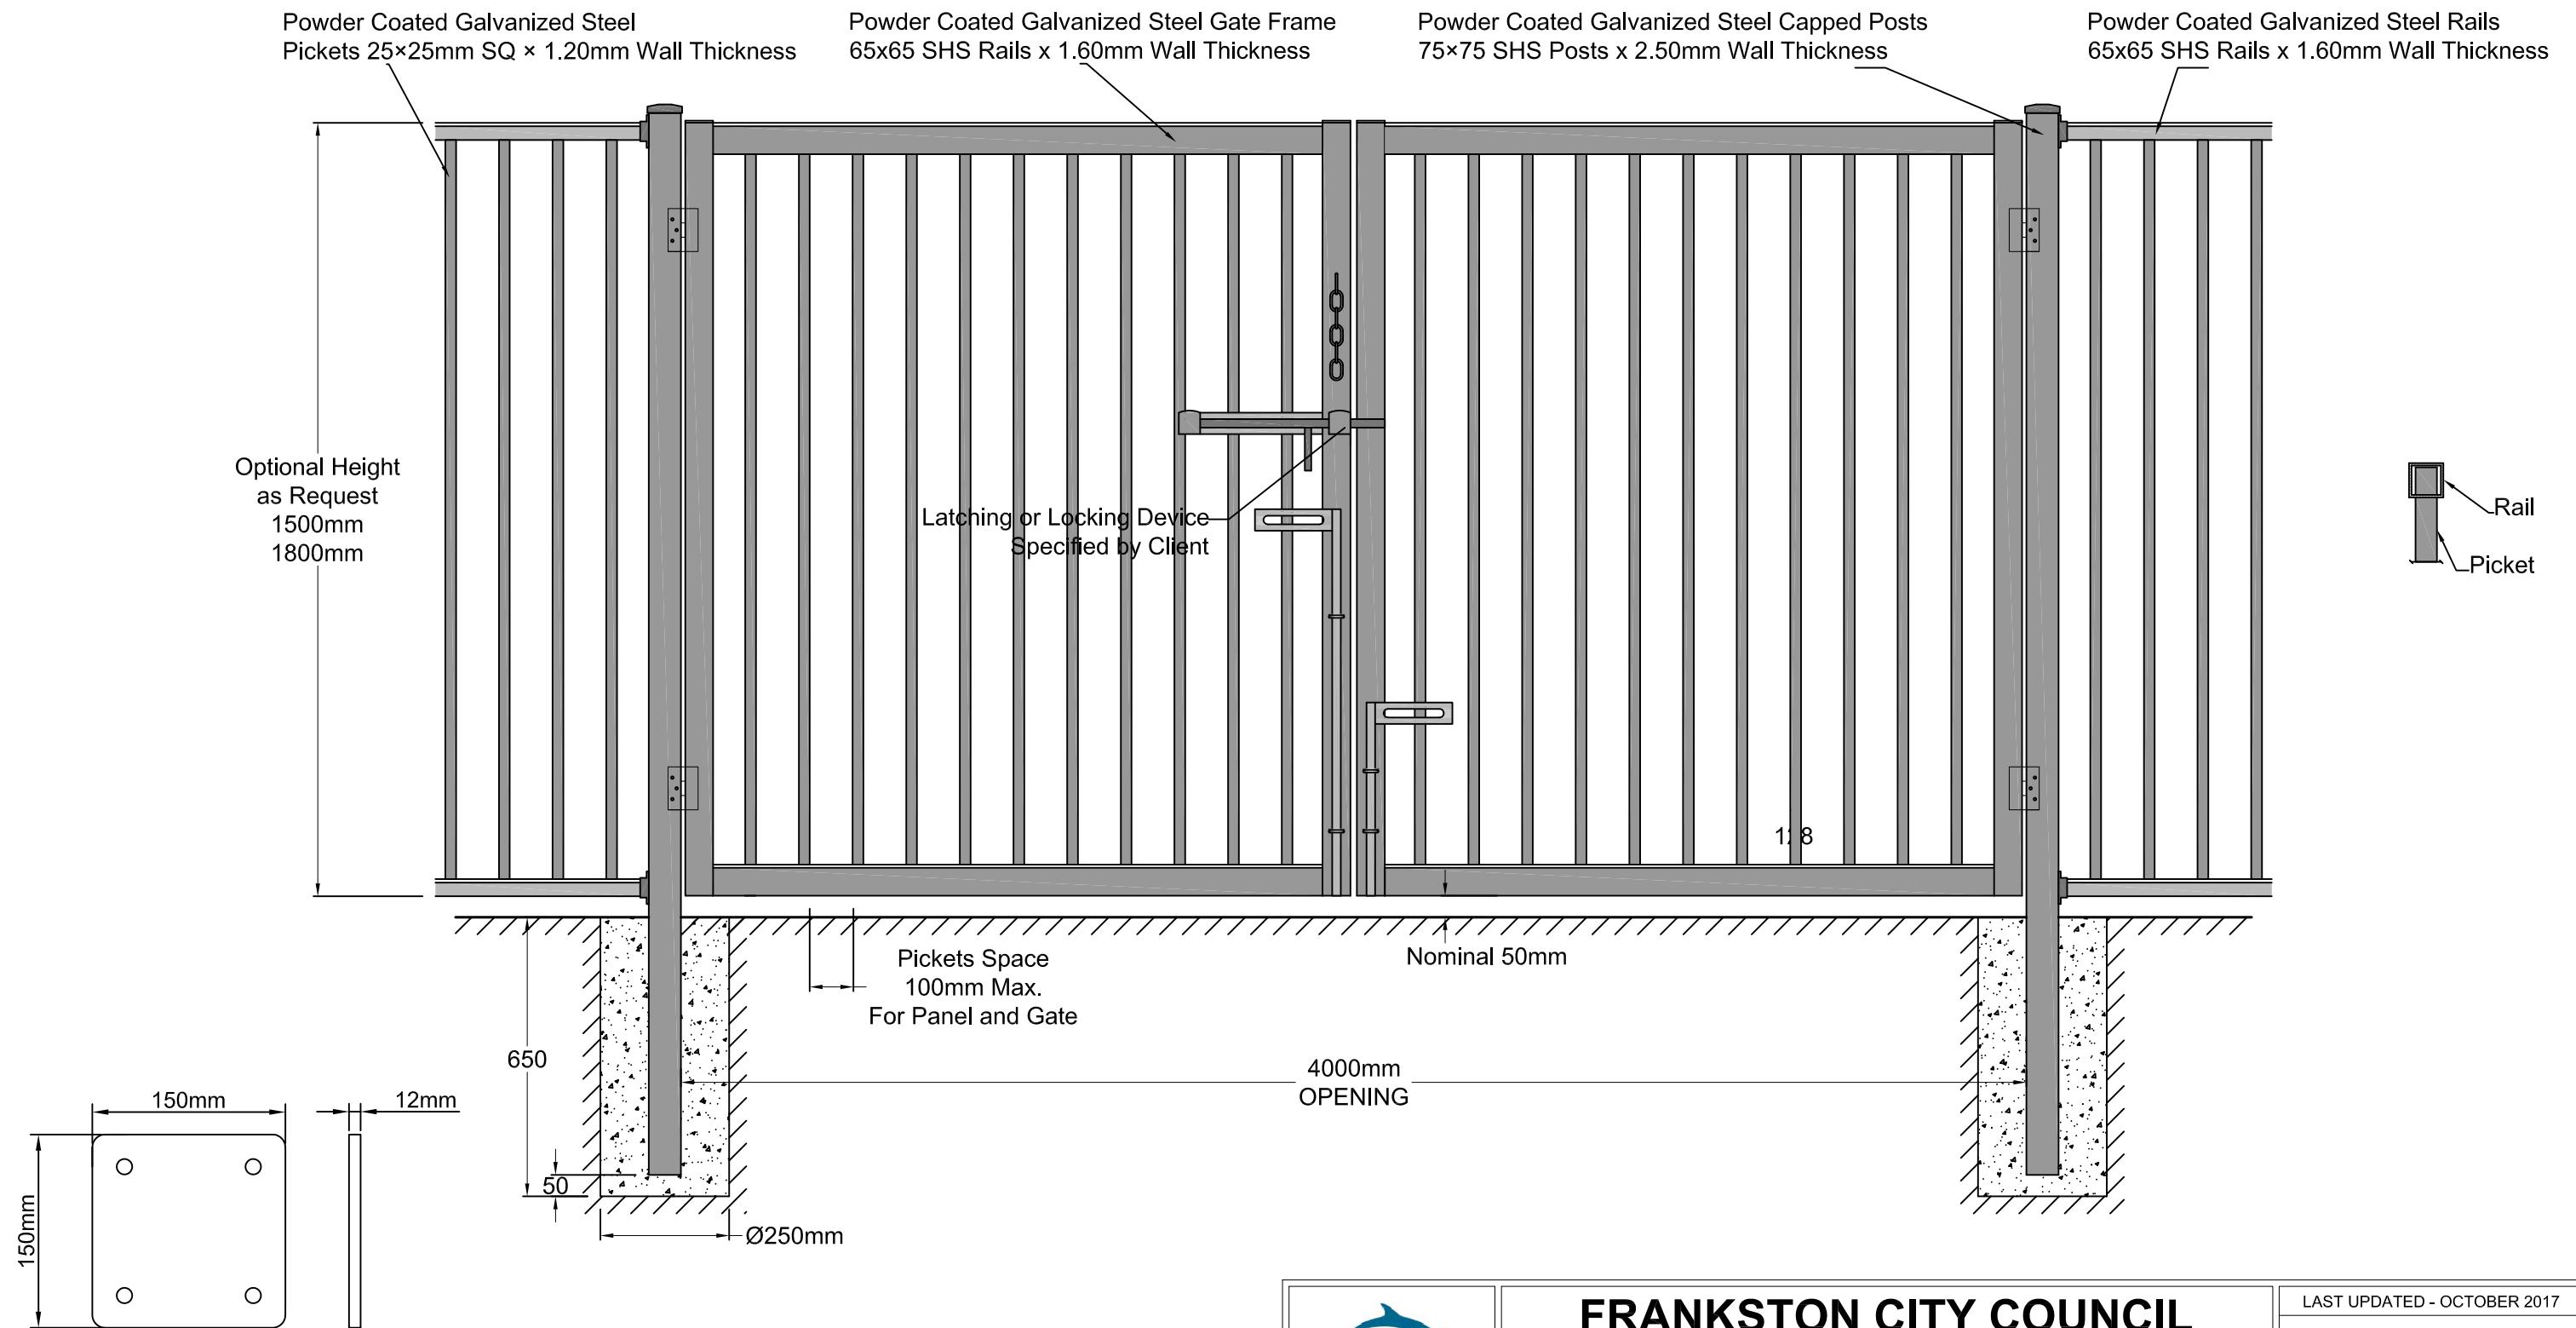 Powder Coated Galvanized Steel
Pickets 25×25mm SQ × 1.20mm Wall Thickness
Powder Coated Galvanized Steel Gate Frame
65x65 SHS Rails x 1.60mm Wall Thickness
Powder Coated Galvanized Steel Capped Posts
75×75 SHS Posts x 2.50mm Wall Thickness
Powder Coated Galvanized Steel Rails
65x65 SHS Rails x 1.60mm Wall Thickness
Optional Height
as Request
1500mm
1800mm
Latching or Locking Device
Specified by Client
Rail
Picket
Pickets Space
100mm Max.
For Panel and Gate
Nominal 50mm
650
4000mm
OPENING
50
Ø250mm
150mm
12mm
150mm
FRANKSTON CITY COUNCIL
LAST UPDATED - OCTOBER 2017